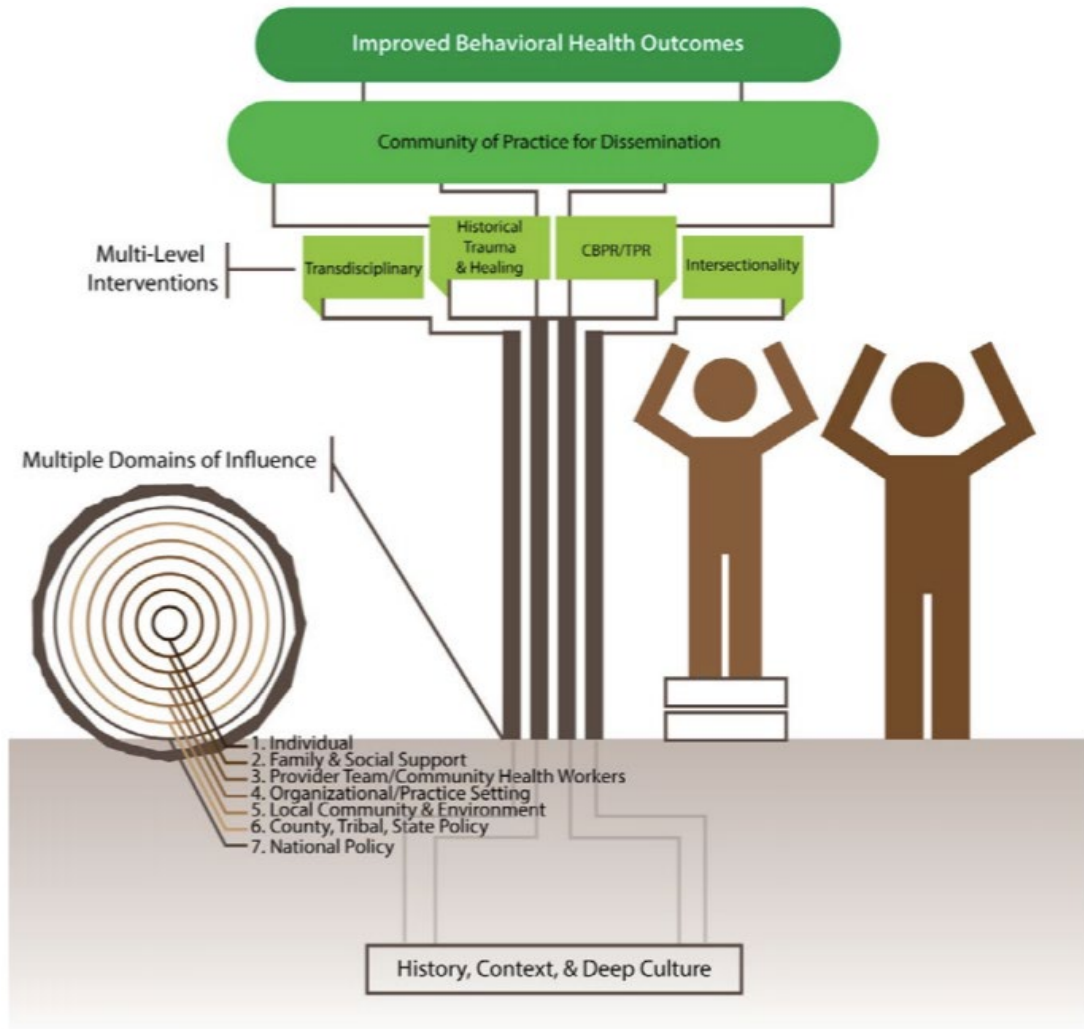 Improved Behavioral Health Outcomes
Community of Practice for Dissemination
Multi-Level
Interventions
Transdisciplinary
Historical
Trauma
& Healing
CBPR/TPR
Intersectionality
Multiple Domains of Influence
1. Individual
2. Family & Social Support
3. Provider Team/Community Health Workers
4. Organizational/Practice Setting
5. Local Community & Environment
6. County, Tribal, State Policy
7. National Policy
History, Context, & Deep Culture